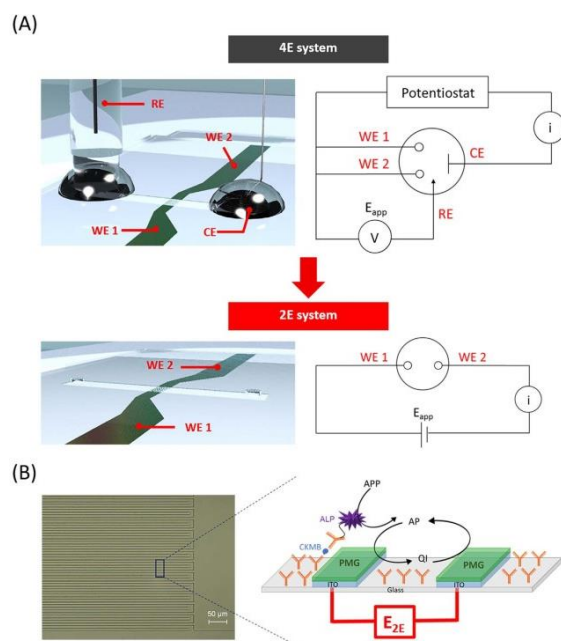 (A)
4E system
RE
WE 2
WE 1
CE
Potentiostat
i
WE 1
WE 2
CE
E app
RE
V
2E system
WE 2
WE 1
WE 1
WE 2
i
E app
(B)
50 µm
APP
ALP
AP
CKMB
PMG
QI
PMG
ITO
Glass
ITO
E2E